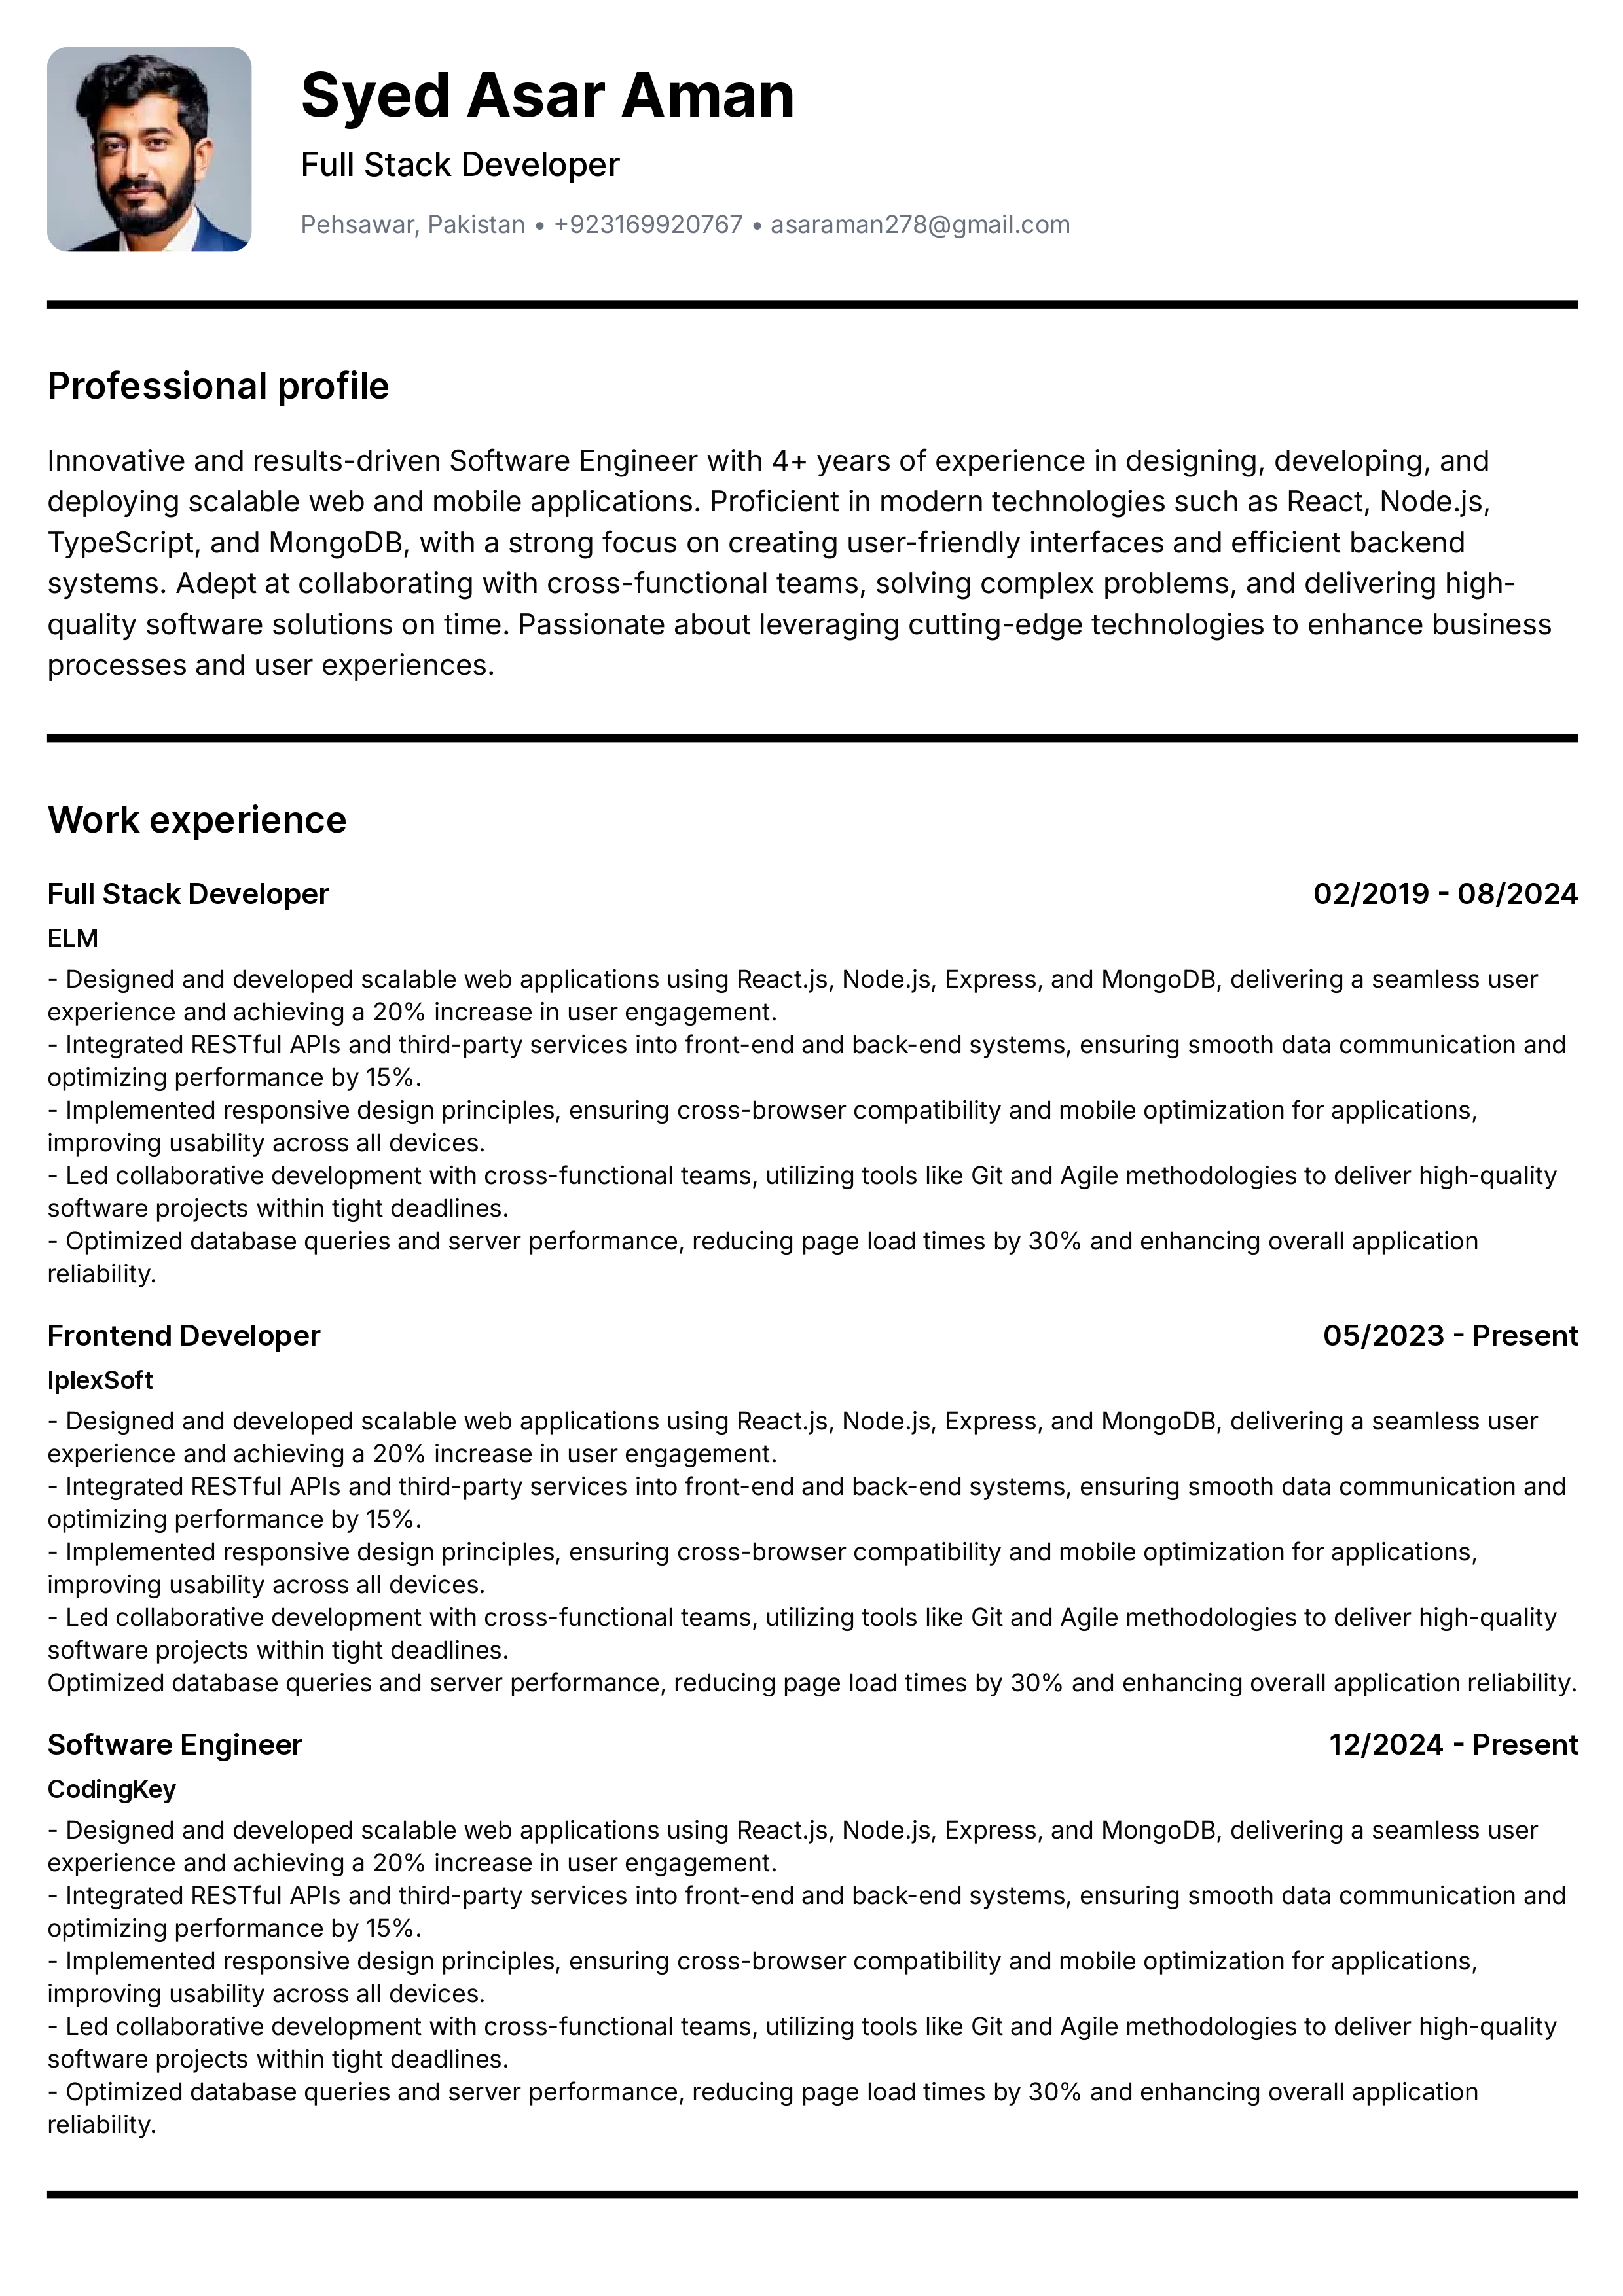 Syed Asar Aman
Full Stack Developer
Pehsawar, Pakistan • +923169920767 • asaraman278@gmail.com
Professional profile
Innovative and results-driven Software Engineer with 4+ years of experience in designing, developing, and
deploying scalable web and mobile applications. Proficient in modern technologies such as React, Node.js,
TypeScript, and MongoDB, with a strong focus on creating user-friendly interfaces and efficient backend
systems. Adept at collaborating with cross-functional teams, solving complex problems, and delivering high-
quality software solutions on time. Passionate about leveraging cutting-edge technologies to enhance business
processes and user experiences.
Work experience
Full Stack Developer 02/2019 - 08/2024
ELM
- Designed and developed scalable web applications using React.js, Node.js, Express, and MongoDB, delivering a seamless user
experience and achieving a 20% increase in user engagement.
- Integrated RESTful APIs and third-party services into front-end and back-end systems, ensuring smooth data communication and
optimizing performance by 15%.
- Implemented responsive design principles, ensuring cross-browser compatibility and mobile optimization for applications,
improving usability across all devices.
- Led collaborative development with cross-functional teams, utilizing tools like Git and Agile methodologies to deliver high-quality
software projects within tight deadlines.
- Optimized database queries and server performance, reducing page load times by 30% and enhancing overall application
reliability.
Frontend Developer 05/2023 - Present
IplexSoft
- Designed and developed scalable web applications using React.js, Node.js, Express, and MongoDB, delivering a seamless user
experience and achieving a 20% increase in user engagement.
- Integrated RESTful APIs and third-party services into front-end and back-end systems, ensuring smooth data communication and
optimizing performance by 15%.
- Implemented responsive design principles, ensuring cross-browser compatibility and mobile optimization for applications,
improving usability across all devices.
- Led collaborative development with cross-functional teams, utilizing tools like Git and Agile methodologies to deliver high-quality
software projects within tight deadlines.
Optimized database queries and server performance, reducing page load times by 30% and enhancing overall application reliability.
Software Engineer 12/2024 - Present
CodingKey
- Designed and developed scalable web applications using React.js, Node.js, Express, and MongoDB, delivering a seamless user
experience and achieving a 20% increase in user engagement.
- Integrated RESTful APIs and third-party services into front-end and back-end systems, ensuring smooth data communication and
optimizing performance by 15%.
- Implemented responsive design principles, ensuring cross-browser compatibility and mobile optimization for applications,
improving usability across all devices.
- Led collaborative development with cross-functional teams, utilizing tools like Git and Agile methodologies to deliver high-quality
software projects within tight deadlines.
- Optimized database queries and server performance, reducing page load times by 30% and enhancing overall application
reliability.